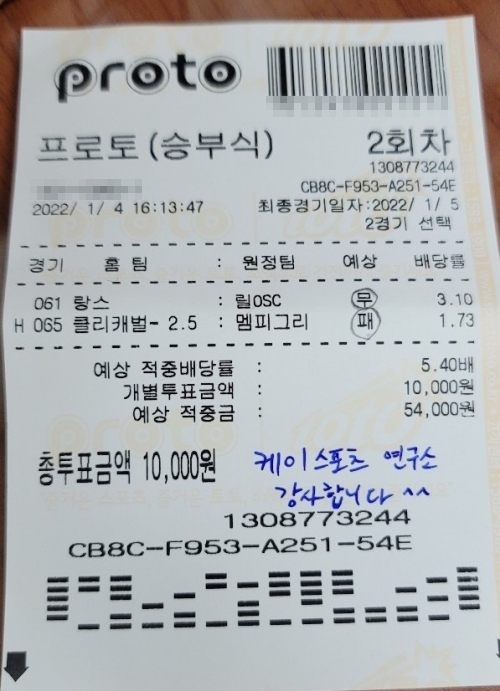 proto
프로토(승부식) 2회차
1308773244
CB8C-F953-A251-54E
2022/ 1/ 4 16:13:47 최종경기일자:2022/ 1/ 5
2경기 선택
경기 홈 팀 : 원정팀 예상 배당률
061 랑스 : 릴OSC 무 3.10
H 065 클리캐벌- 2.5 : 멤피그리 패 1.73
예상 적중배당률 : 5.40배
개별투표금액 : 10,000원
예상 적중금 : 54,000원
총투표금액 10,000원
케이스포츠 연구소
감사합니다 ^^
1308773244
CB8C-F953-A251-54E